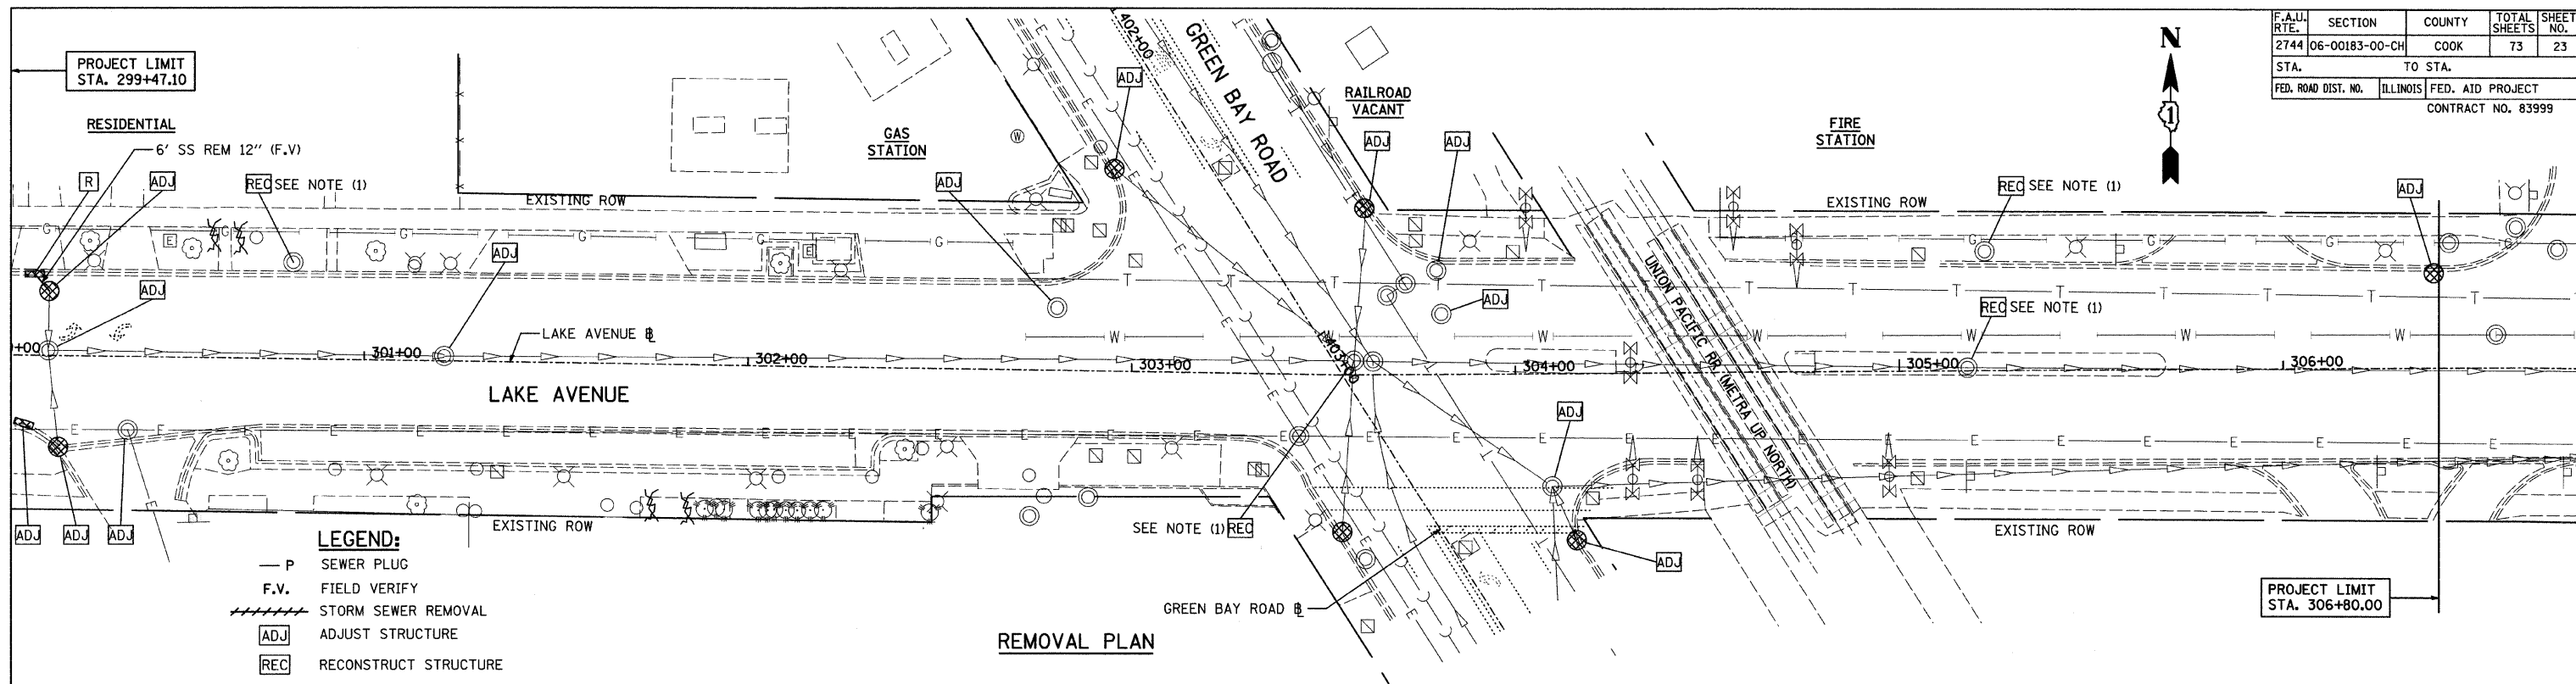 F.A.U. RTE. SECTION COUNTY TOTAL SHEETS SHEET NO.
2744 06-00183-00-CH COOK 73 23
STA. TO STA.
FED. ROAD DIST. NO. ILLINOIS FED. AID PROJECT
CONTRACT NO. 83999
N
1
PROJECT LIMIT
STA. 299+47.10
RESIDENTIAL
6' SS REM 12" (F.V)
R
ADJ
REC SEE NOTE (1)
EXISTING ROW
GAS
STATION
ADJ
ADJ
ADJ
W
402+00
GREEN BAY ROAD
RAILROAD
VACANT
ADJ
ADJ
FIRE
STATION
EXISTING ROW
REC SEE NOTE (1)
ADJ
E
G G G G G G G G G
E
ADJ
ADJ
T T T T T T T T T T T T T T
REC SEE NOTE (1)
LAKE AVENUE B
W W W W W W W
+00
301+00
302+00
303+00
403+00
304+00
305+00
306+00
UNION PACIFIC RR (METRA UP NORTH)
LAKE AVENUE
ADJ
E E E E E E E E E E E E E E E E E E E E E E E E E
ADJ
ADJ
ADJ
EXISTING ROW
SEE NOTE (1) REC
EXISTING ROW
ADJ
GREEN BAY ROAD B
PROJECT LIMIT
STA. 306+80.00
LEGEND:
P SEWER PLUG
F.V. FIELD VERIFY
STORM SEWER REMOVAL
ADJ ADJUST STRUCTURE
REC RECONSTRUCT STRUCTURE
REMOVAL PLAN